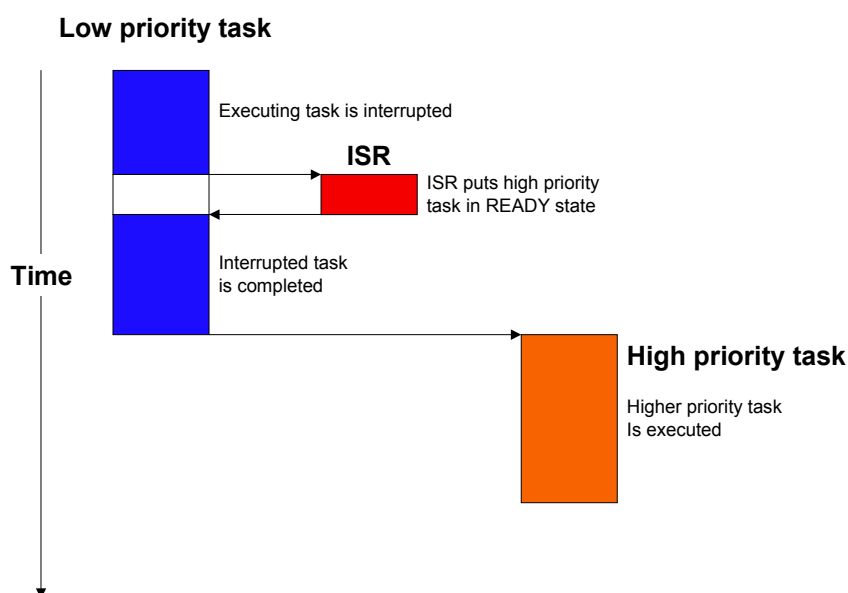 Low priority task
Executing task is interrupted
ISR
ISR puts high priority
task in READY state
Interrupted task
is completed
Time
High priority task
Higher priority task
Is executed